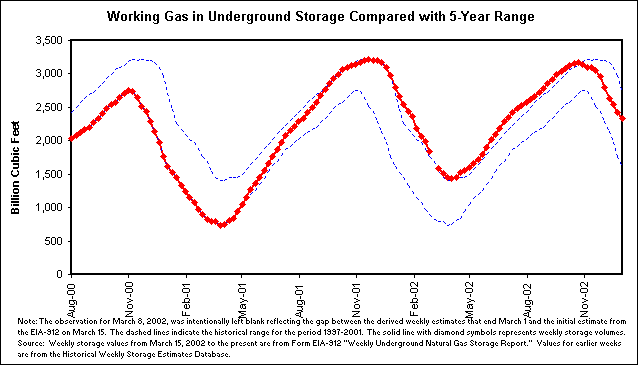 Working Gas in Underground Storage Compared with 5-Year Range
Billion Cubic Feet
3,500
3,000
2,500
2,000
1,500
1,000
500
0
Aug-00
Nov-00
Feb-01
May-01
Aug-01
Nov-01
Feb-02
May-02
Aug-02
Nov-02
Note: The observation for March 8, 2002, was intentionally left blank reflecting the gap between the derived weekly estimates that end March 1 and the initial estimate from
the EIA-912 on March 15. The dashed lines indicate the historical range for the period 1997-2001. The solid line with diamond symbols represents weekly storage volumes.
Source: Weekly storage values from March 15, 2002 to the present are from Form EIA-912 "Weekly Underground Natural Gas Storage Report." Values for earlier weeks
are from the Historical Weekly Storage Estimates Database.